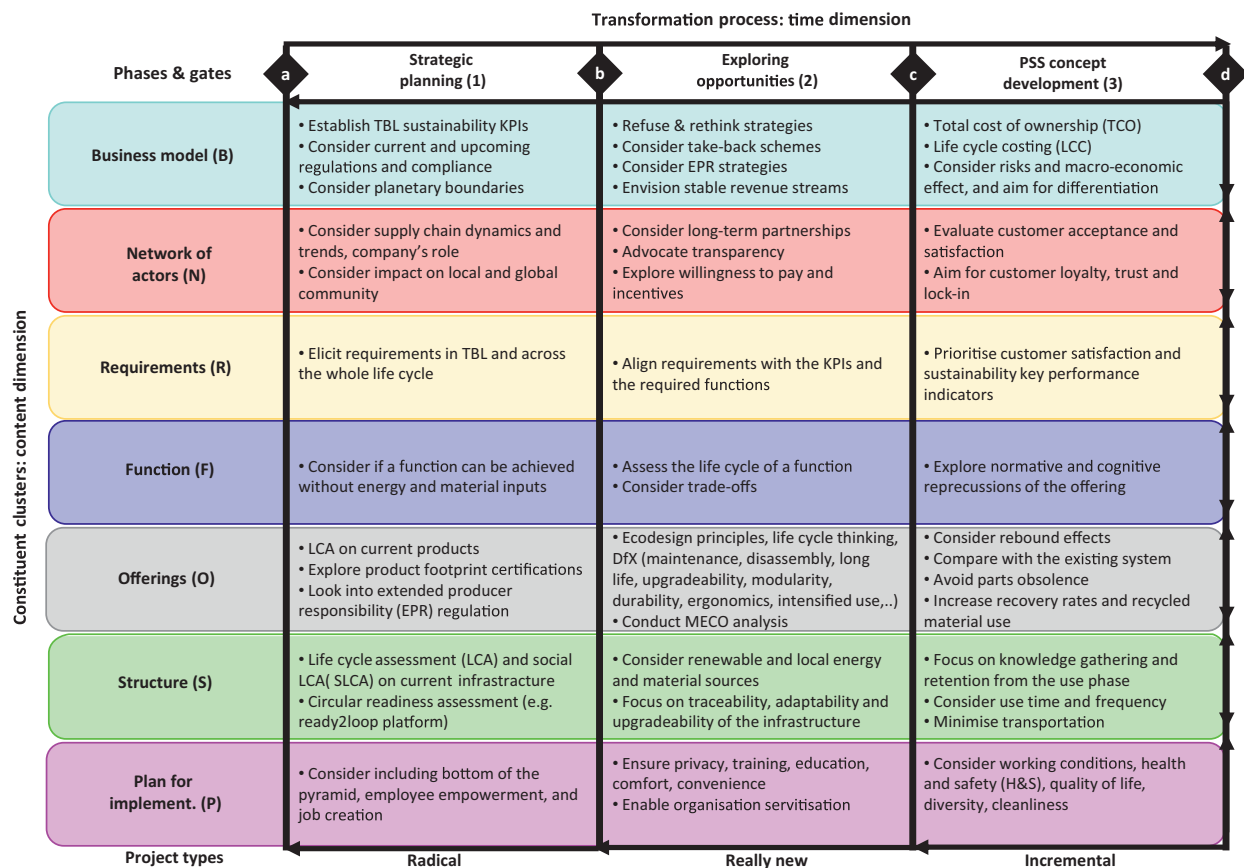 Transformation process: time dimension
Phases & gates
a
Strategic
planning (1)
b
Exploring
opportunities (2)
c
PSS concept
development (3)
d
Constituent clusters: content dimension
Business model (B)
• Establish TBL sustainability KPIs
• Consider current and upcoming
regulations and compliance
• Consider planetary boundaries
• Refuse & rethink strategies
• Consider take-back schemes
• Consider EPR strategies
• Envision stable revenue streams
• Total cost of ownership (TCO)
• Life cycle costing (LCC)
• Consider risks and macro-economic
effect, and aim for differentiation
Network of
actors (N)
• Consider supply chain dynamics and
trends, company's role
• Consider impact on local and global
community
• Consider long-term partnerships
• Advocate transparency
• Explore willingness to pay and
incentives
• Evaluate customer acceptance and
satisfaction
• Aim for customer loyalty, trust and
lock-in
Requirements (R)
• Elicit requirements in TBL and across
the whole life cycle
• Align requirements with the KPIs and
the required functions
• Prioritise customer satisfaction and
sustainability key performance
indicators
Function (F)
• Consider if a function can be achieved
without energy and material inputs
• Assess the life cycle of a function
• Consider trade-offs
• Explore normative and cognitive
reprecussions of the offering
Offerings (O)
• LCA on current products
• Explore product footprint certifications
• Look into extended producer
responsibility (EPR) regulation
• Ecodesign principles, life cycle thinking,
DfX (maintenance, disassembly, long
life, upgradeability, modularity,
durability, ergonomics, intensified use,..)
• Conduct MECO analysis
• Consider rebound effects
• Compare with the existing system
• Avoid parts obsolence
• Increase recovery rates and recycled
material use
Structure (S)
• Life cycle assessment (LCA) and social
LCA( SLCA) on current infrastracture
• Circular readiness assessment (e.g.
ready2loop platform)
• Consider renewable and local energy
and material sources
• Focus on traceability, adaptability and
upgradeability of the infrastructure
• Focus on knowledge gathering and
retention from the use phase
• Consider use time and frequency
• Minimise transportation
Plan for
implement. (P)
• Consider including bottom of the
pyramid, employee empowerment, and
job creation
• Ensure privacy, training, education,
comfort, convenience
• Enable organisation servitisation
• Consider working conditions, health
and safety (H&S), quality of life,
diversity, cleanliness
Project types
Radical
Really new
Incremental